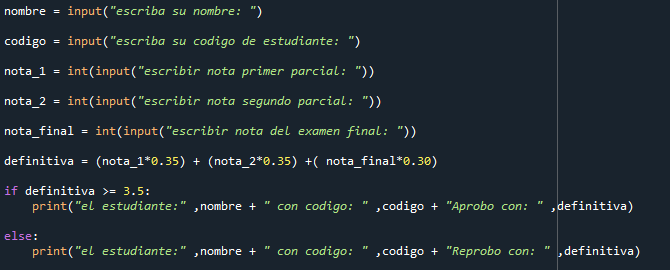 nombre = input("escriba su nombre: ")
codigo = input("escriba su codigo de estudiante: ")
nota_1 = int(input("escribir nota primer parcial: "))
nota_2 = int(input("escribir nota segundo parcial: "))
nota_final = int(input("escribir nota del examen final: "))
definitiva = (nota_1*0.35) + (nota_2*0.35) +( nota_final*0.30)
if definitiva >= 3.5:
    print("el estudiante:" ,nombre + " con codigo: " ,codigo + "Aprobo con: " ,definitiva)
else:
    print("el estudiante:" ,nombre + " con codigo: " ,codigo + "Reprobo con: " ,definitiva)